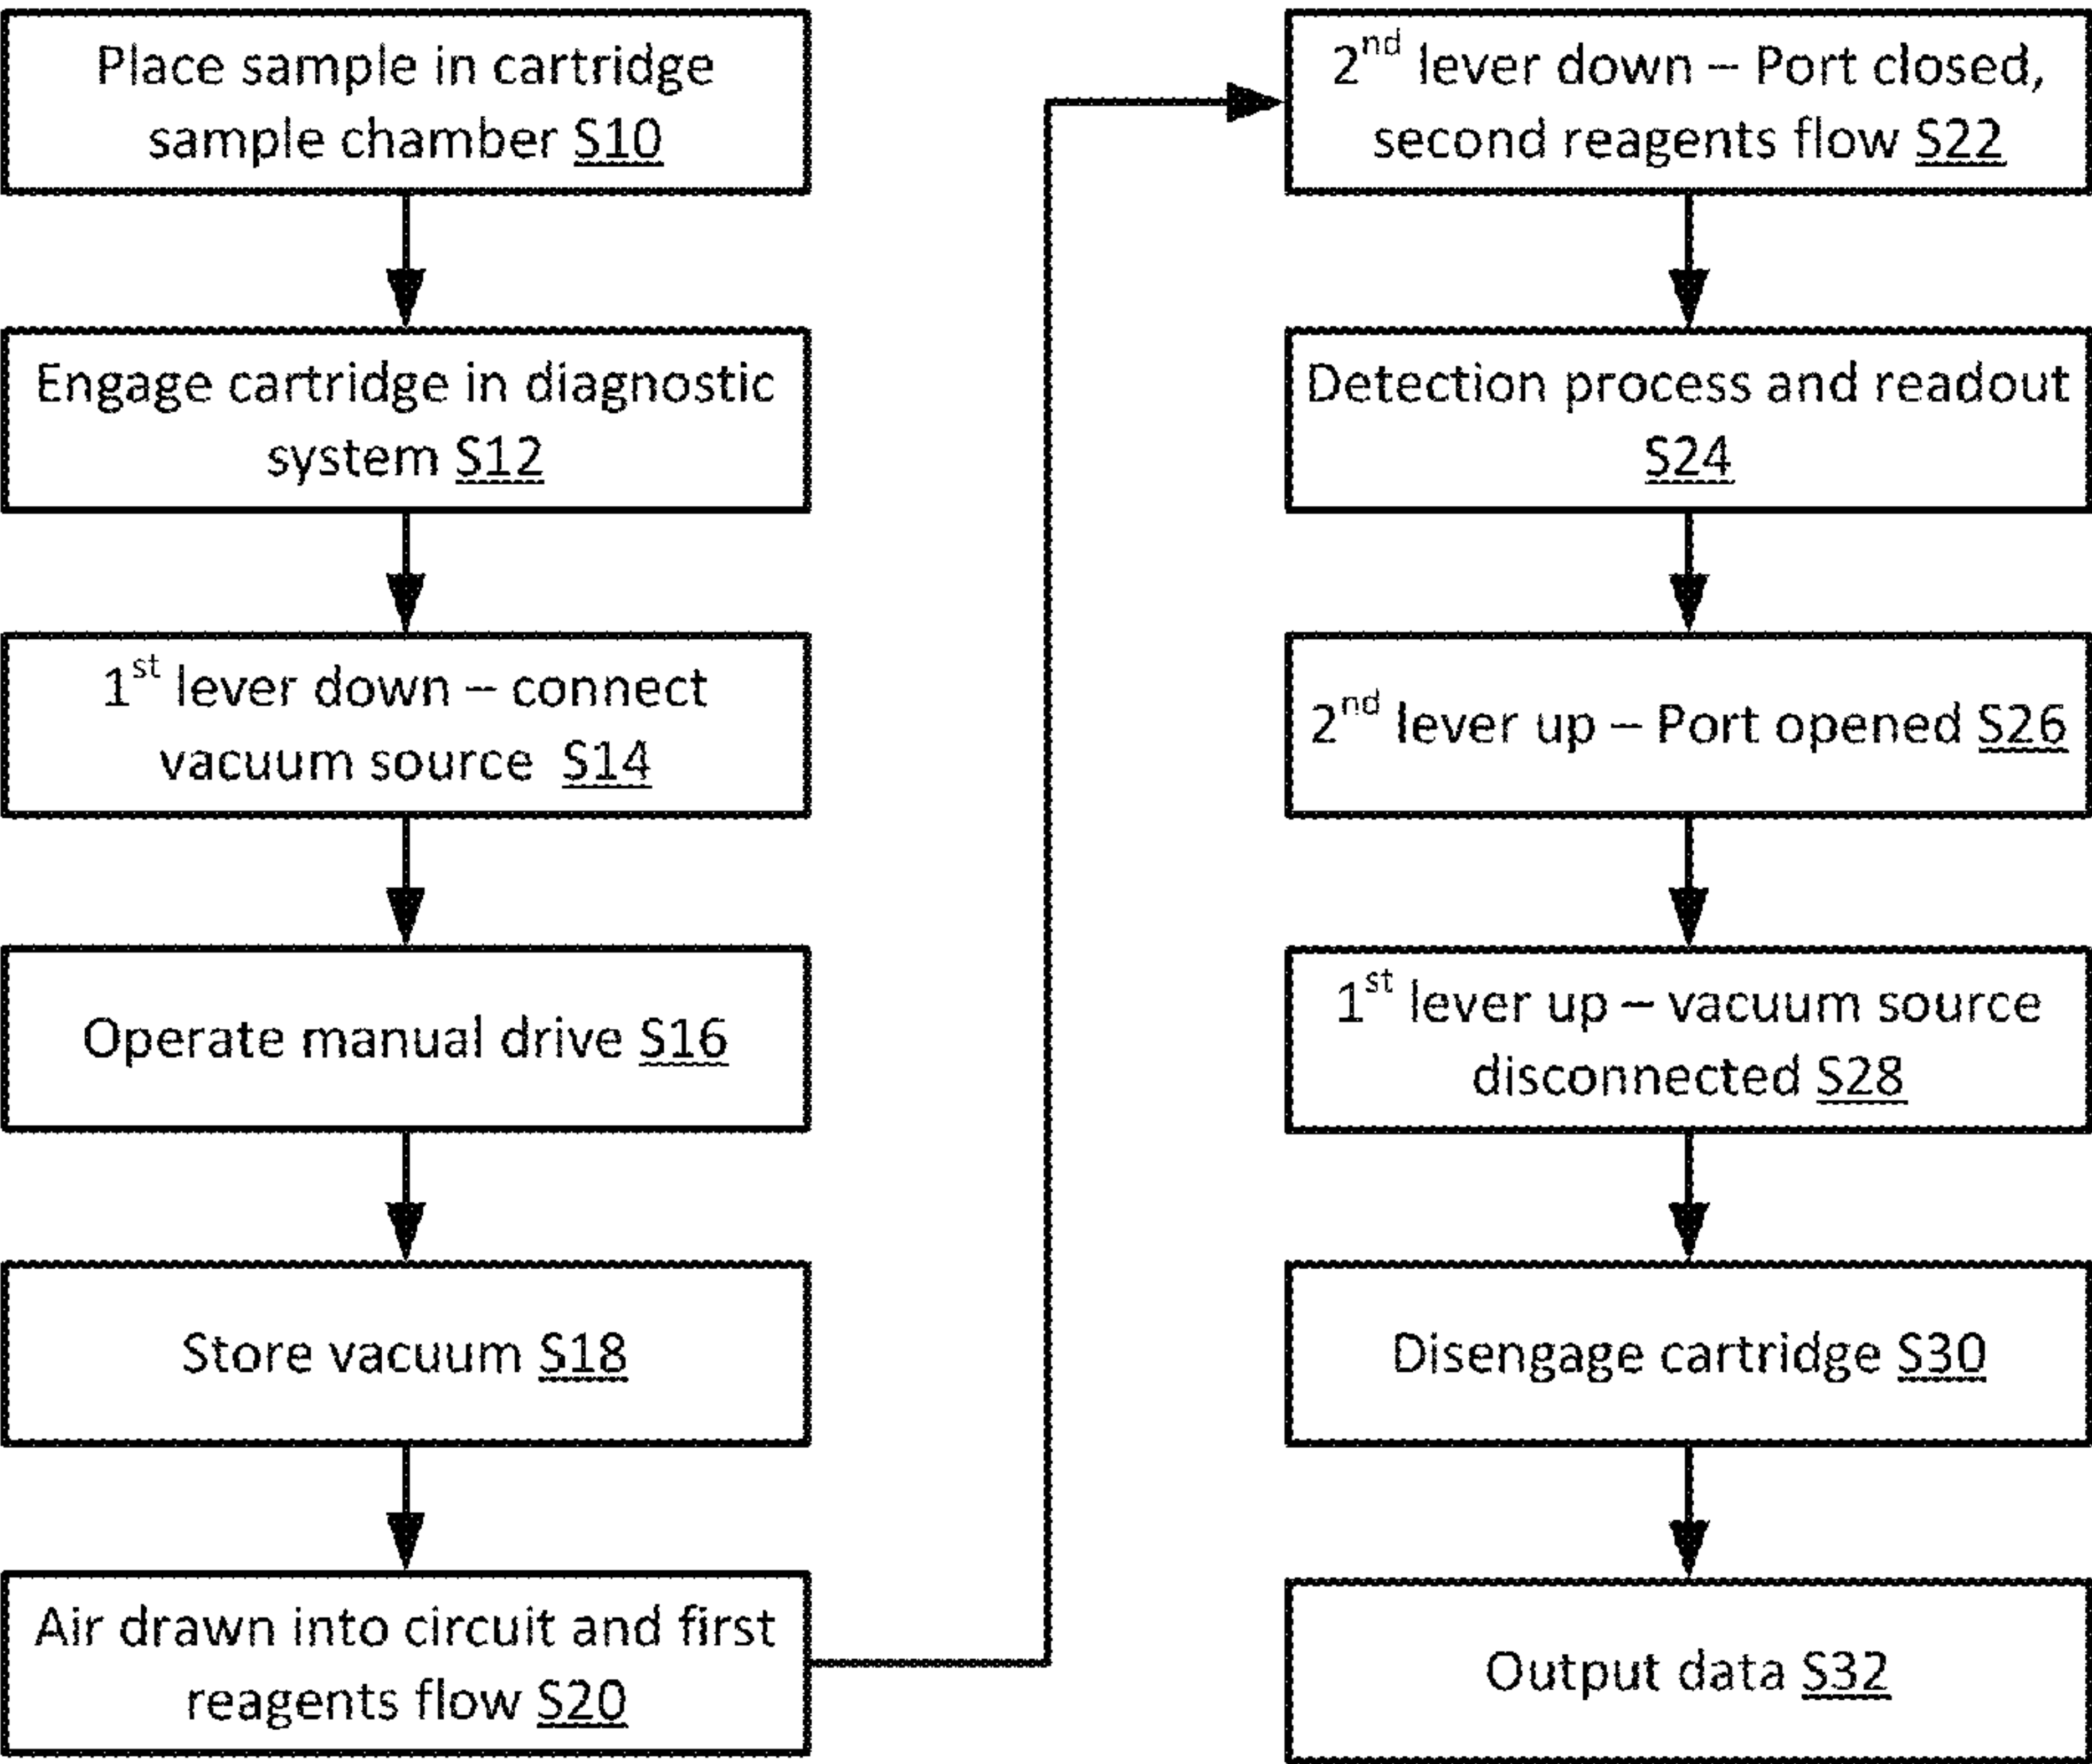 Place sample in cartridge
sample chamber S10
Engage cartridge in diagnostic
system S12
1st lever down – connect
vacuum source S14
Operate manual drive S16
Store vacuum S18
Air drawn into circuit and first
reagents flow S20
2nd lever down – Port closed,
second reagents flow S22
Detection process and readout
S24
2nd lever up – Port opened S26
1st lever up – vacuum source
disconnected S28
Disengage cartridge S30
Output data S32